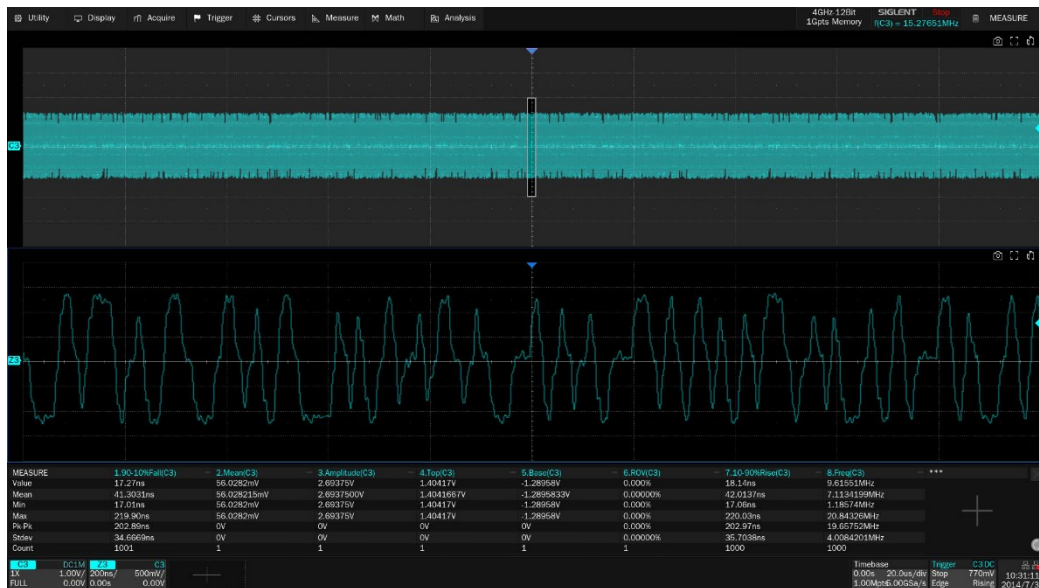 Utility Display Acquire Trigger Cursors Measure Math Analysis 4GHz 12Bit SIGLENT Stop MEASURE
1Gpts Memory f(C3) = 15.27651MHz
C3
Z3
MEASURE 1.90-10%Fall(C3) 2.Mean(C3) 3.Amplitude(C3) 4.Top(C3) 5.Base(C3) 6.ROV(C3) 7.10-90%Rise(C3) 8.Freq(C3)
Value 17.27ns 56.0282mV 2.69375V 1.40417V -1.28958V 0.000% 18.14ns 9.61551MHz
Mean 41.3031ns 56.028215mV 2.6937500V 1.4041667V -1.2895833V 0.00000% 42.0137ns 7.1134199MHz
Min 17.01ns 56.0282mV 2.69375V 1.40417V -1.28958V 0.000% 17.06ns 1.18574MHz
Max 219.90ns 56.0282mV 2.69375V 1.40417V -1.28958V 0.000% 220.03ns 20.84326MHz
Pk-Pk 202.89ns 0V 0V 0V 0V 0.000% 202.97ns 19.65752MHz
Stdev 34.6669ns 0V 0V 0V 0V 0.00000% 35.7038ns 4.0084201MHz
Count 1001 1 1 1 1 1 1000 1000
C3 DC1M Z3 C3 Timebase Trigger C3 DC
1X 1.00V/ 200ns/ 500mV/ 0.00s 20.0us/div Stop 770mV 10:31:11
FULL 0.00V 0.00s 0.00V 1.00Mpts 5.00GSa/s Edge Rising